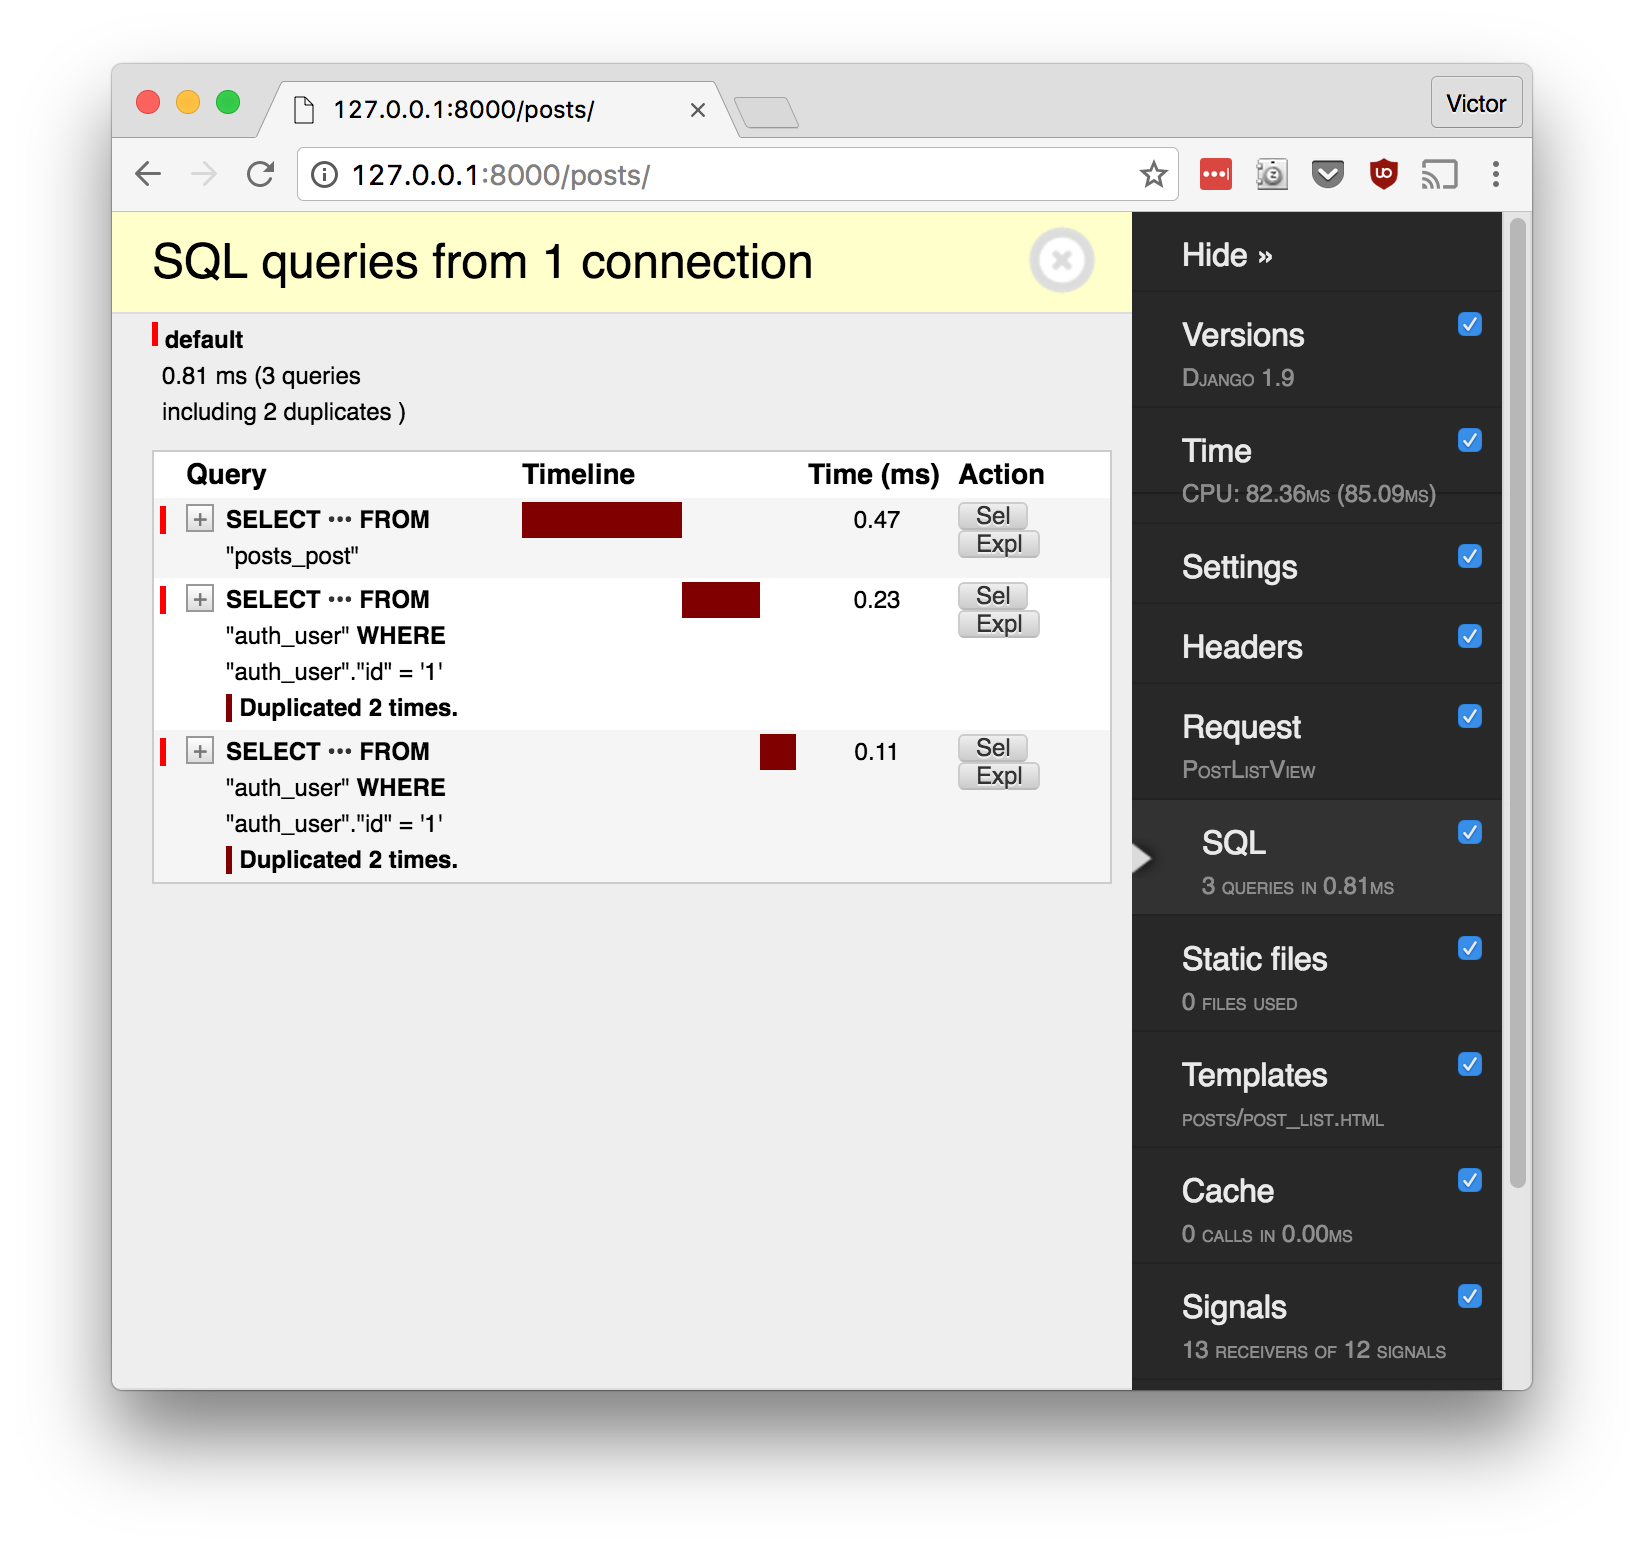 127.0.0.1:8000/posts/
Victor
127.0.0.1:8000/posts/
SQL queries from 1 connection
default
0.81 ms (3 queries
including 2 duplicates )
Query Timeline Time (ms) Action
+ SELECT ••• FROM 0.47 Sel
"posts_post" Expl
+ SELECT ••• FROM 0.23 Sel
"auth_user" WHERE Expl
"auth_user"."id" = '1'
Duplicated 2 times.
+ SELECT ••• FROM 0.11 Sel
"auth_user" WHERE Expl
"auth_user"."id" = '1'
Duplicated 2 times.
Hide »
Versions
Django 1.9
Time
CPU: 82.36ms (85.09ms)
Settings
Headers
Request
PostListView
SQL
3 queries in 0.81ms
Static files
0 files used
Templates
posts/post_list.html
Cache
0 calls in 0.00ms
Signals
13 receivers of 12 signals